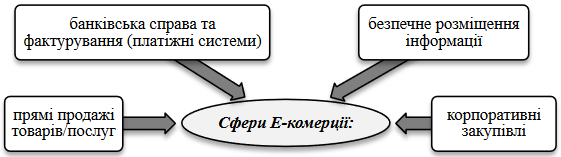 банківська справа та
фактурування (платіжні системи)
безпечне розміщення
інформації
прямі продажі
товарів/послуг
Сфери Е-комерції:
корпоративні
закупівлі